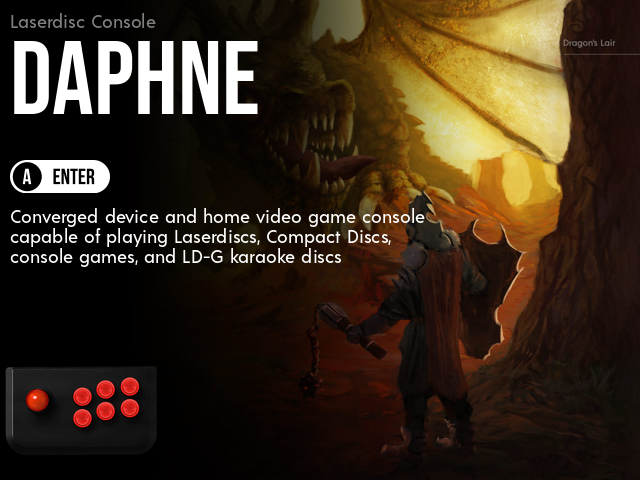 Laserdisc Console
DAPHNE
Dragon's Lair
A ENTER
Converged device and home video game console
capable of playing Laserdiscs, Compact Discs,
console games, and LD-G karaoke discs